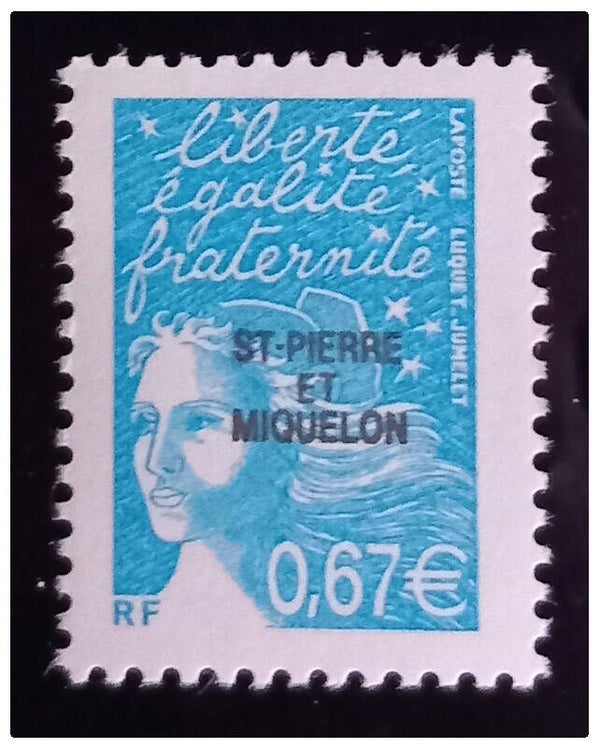 liberté
égalité
fraternité
LAPOSTE LUQUET. JUMELET
ST-PIERRE
ET
MIQUELON
0,67€
RF